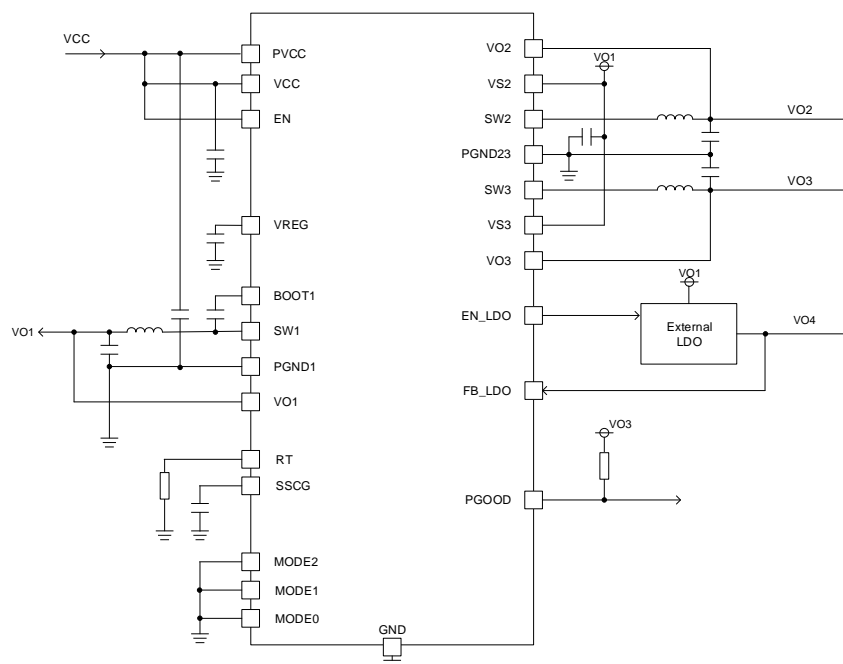 VCC
PVCC
VCC
EN
VREG
BOOT1
VO1
SW1
PGND1
VO1
RT
SSCG
MODE2
MODE1
MODE0
GND
VO2
VO1
VS2
SW2
VO2
PGND23
SW3
VO3
VS3
VO3
VO1
EN_LDO
External
LDO
VO4
FB_LDO
VO3
PGOOD